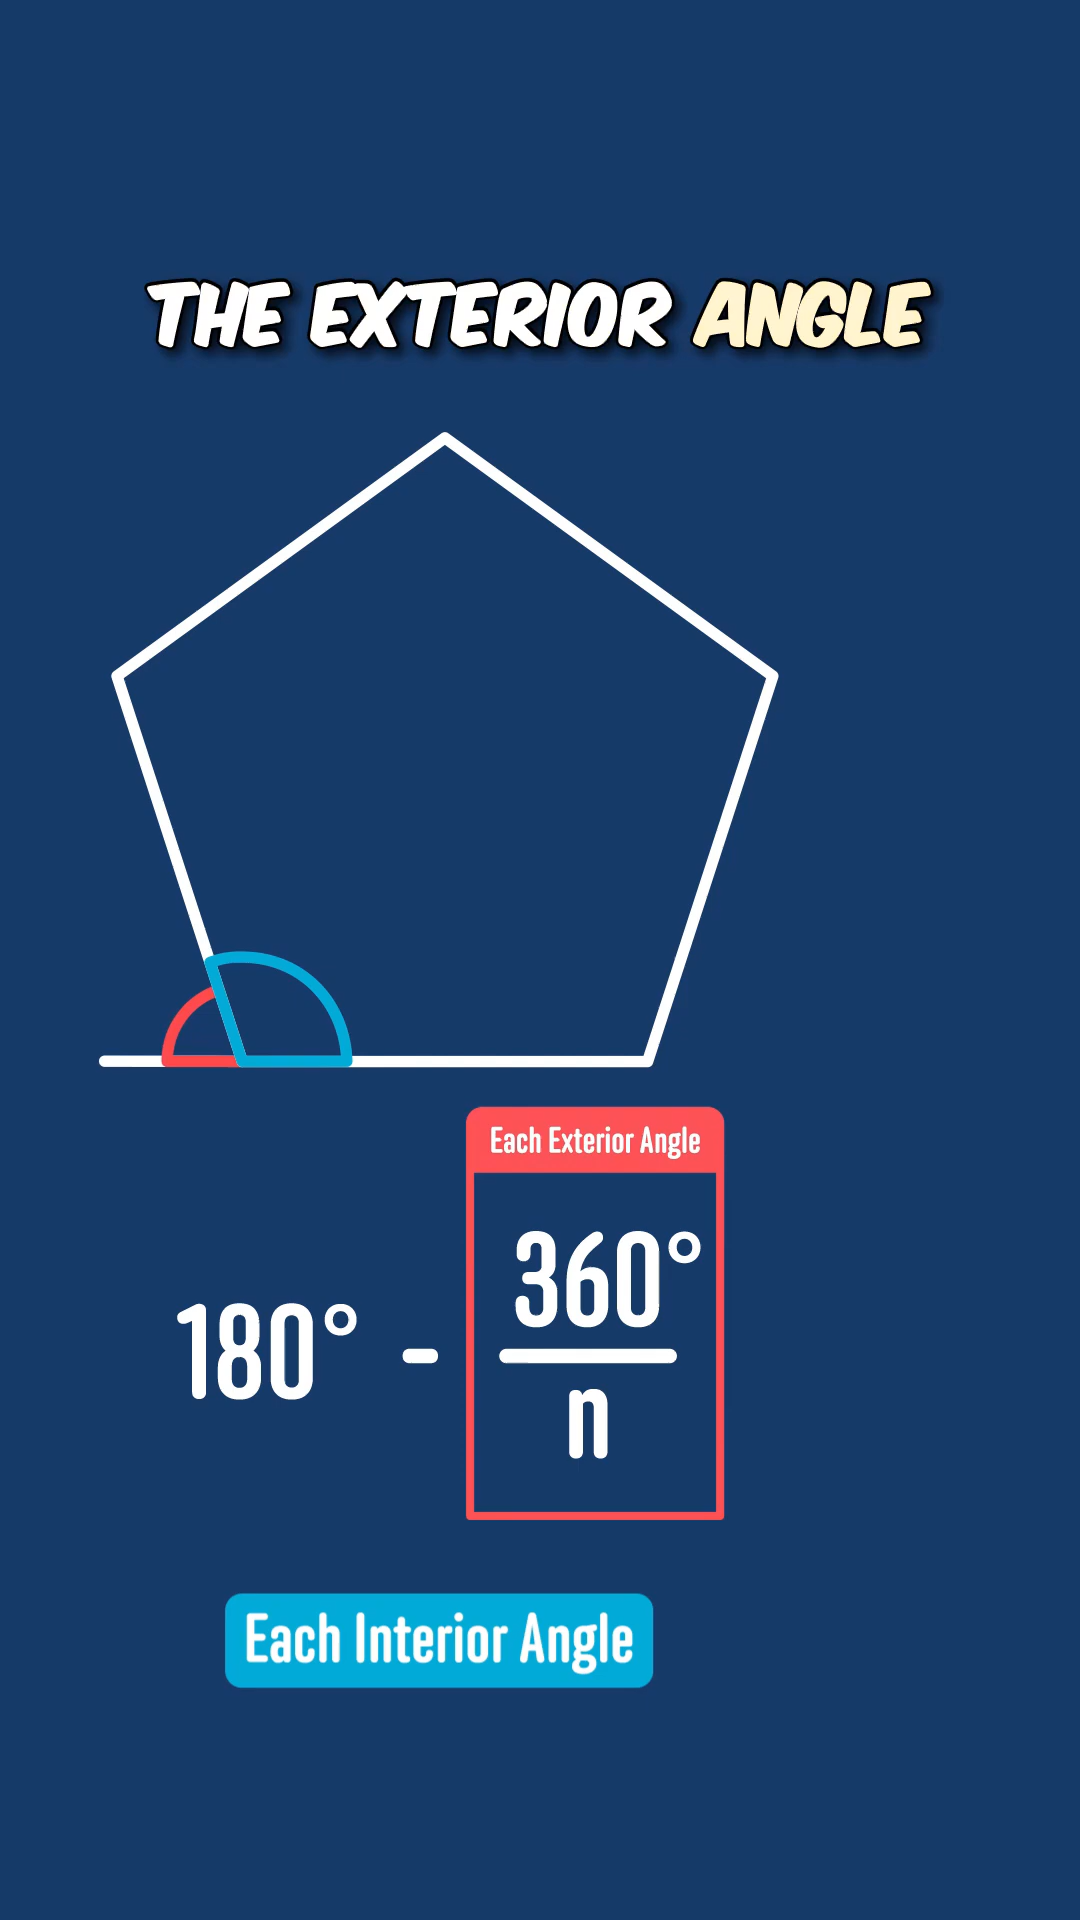 THE EXTERIOR ANGLE
Each Exterior Angle
180° - 360°
n
Each Interior Angle